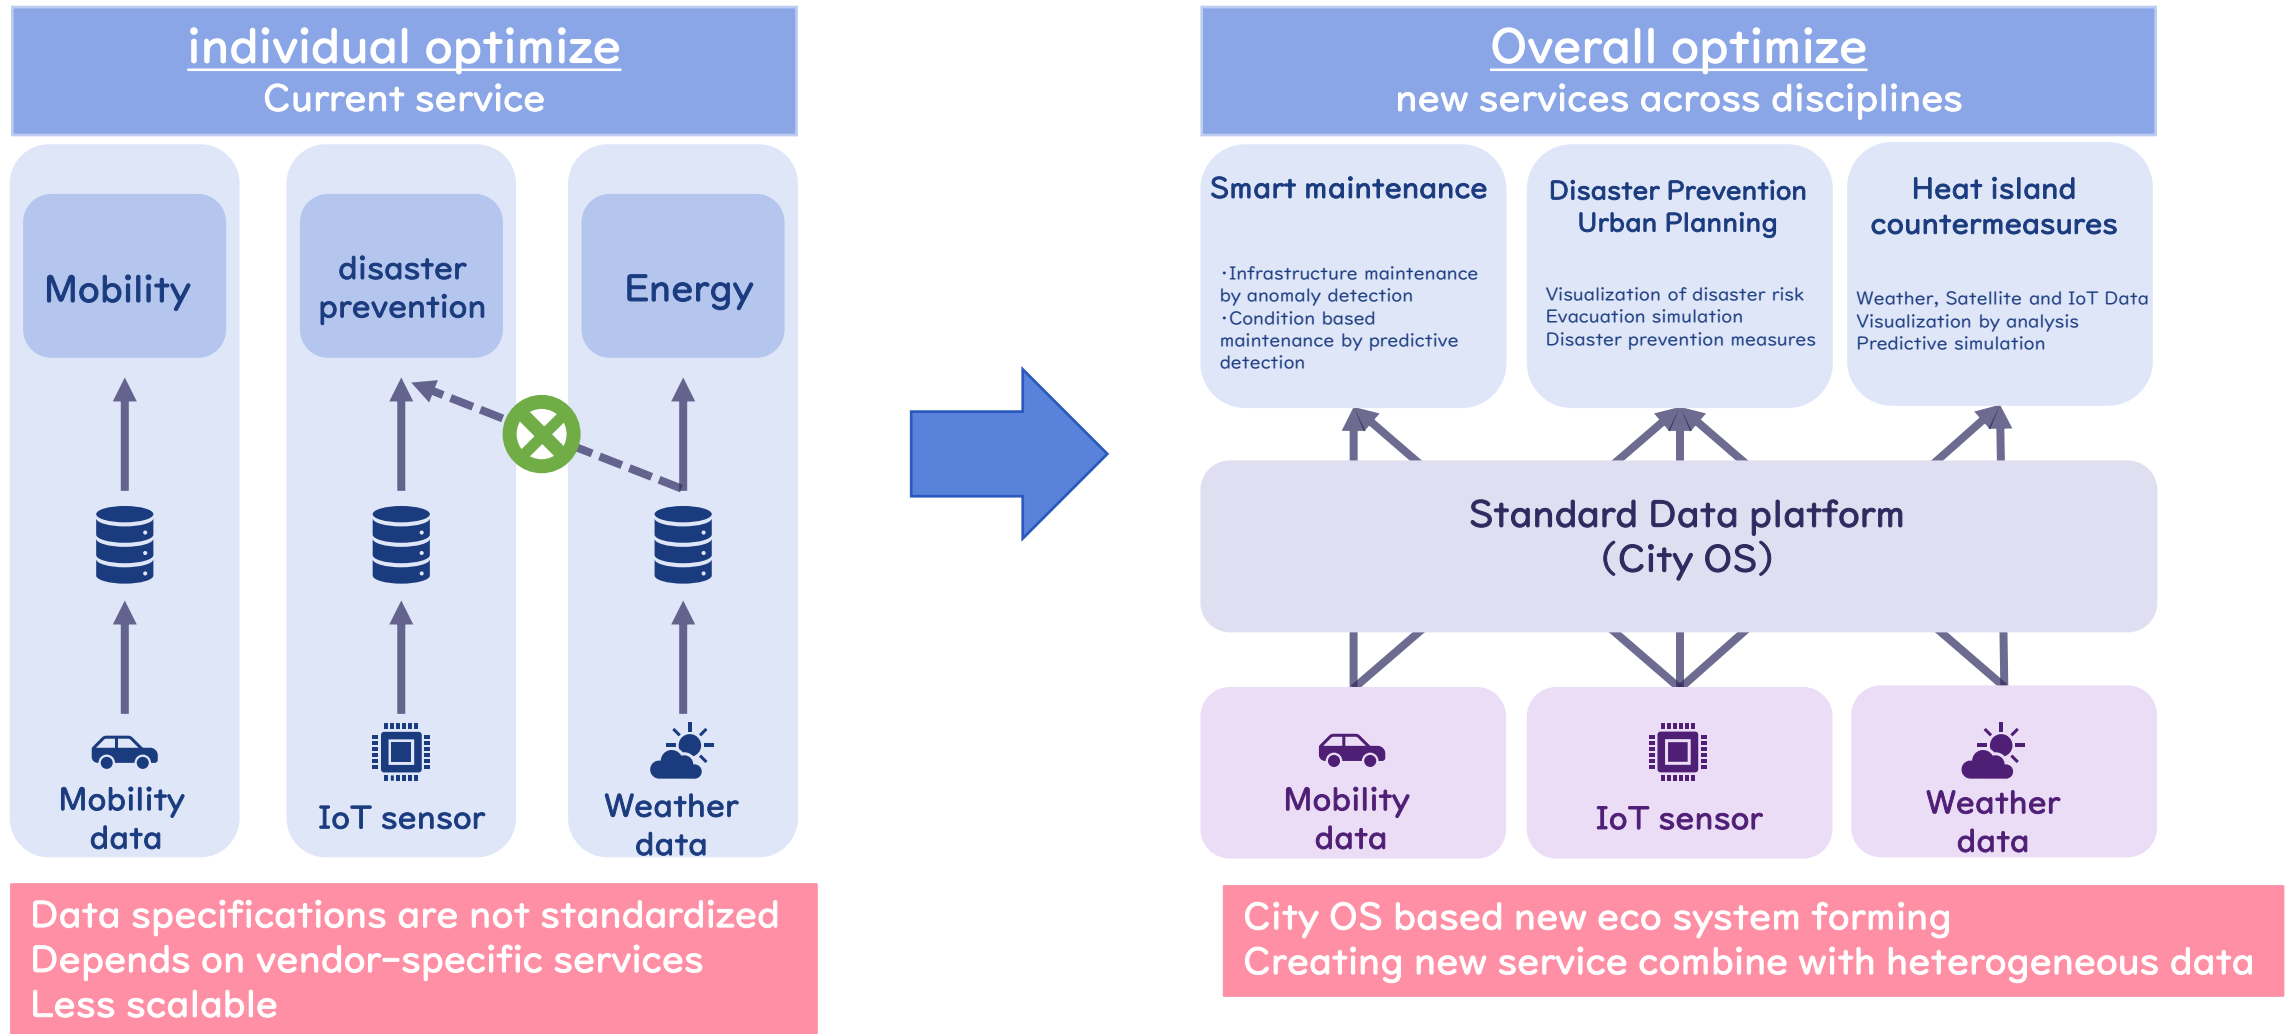 individual optimize
Current service
Mobility
disaster
prevention
Energy
Mobility
data
IoT sensor
Weather
data
Data specifications are not standardized
Depends on vendor-specific services
Less scalable
Overall optimize
new services across disciplines
Smart maintenance
・Infrastructure maintenance
by anomaly detection
・Condition based
maintenance by predictive
detection
Disaster Prevention
Urban Planning
Visualization of disaster risk
Evacuation simulation
Disaster prevention measures
Heat island
countermeasures
Weather, Satellite and IoT Data
Visualization by analysis
Predictive simulation
Standard Data platform
(City OS)
Mobility
data
IoT sensor
Weather
data
City OS based new eco system forming
Creating new service combine with heterogeneous data